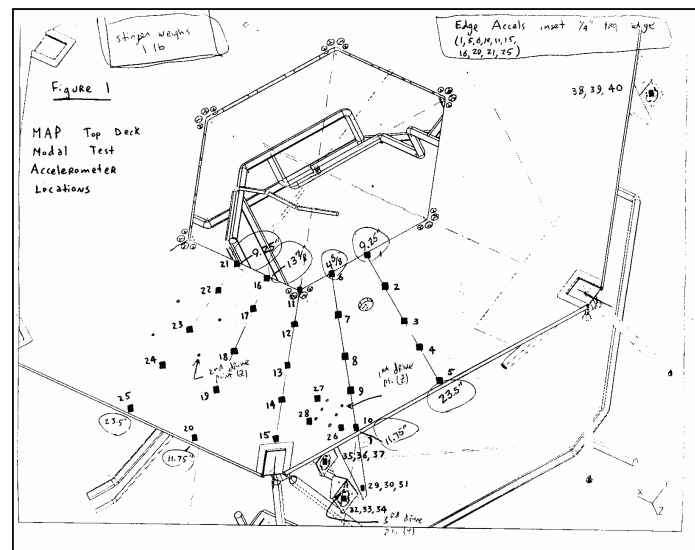 stinger weighs
1 lb
Edge Accels inset 1/4" from edge
(1, 5, 6, 10, 11, 15,
16, 20, 21, 25)
38, 39, 40
Figure 1
MAP Top Deck
Modal Test
Accelerometer
Locations
9.25"
13 7/8
4 5/8
9.25"
21
16
11
6
1
22
17
12
7
2
23
18
13
8
3
24
19
14
9
4
25
20
15
10
5
2nd drive
point (z)
1st drive
pt. (z)
27
28
26
23.5"
11.75"
11.75"
23.5"
35, 36, 37
29, 30, 31
32, 33, 34
3rd drive
pt.
X
Y
Z